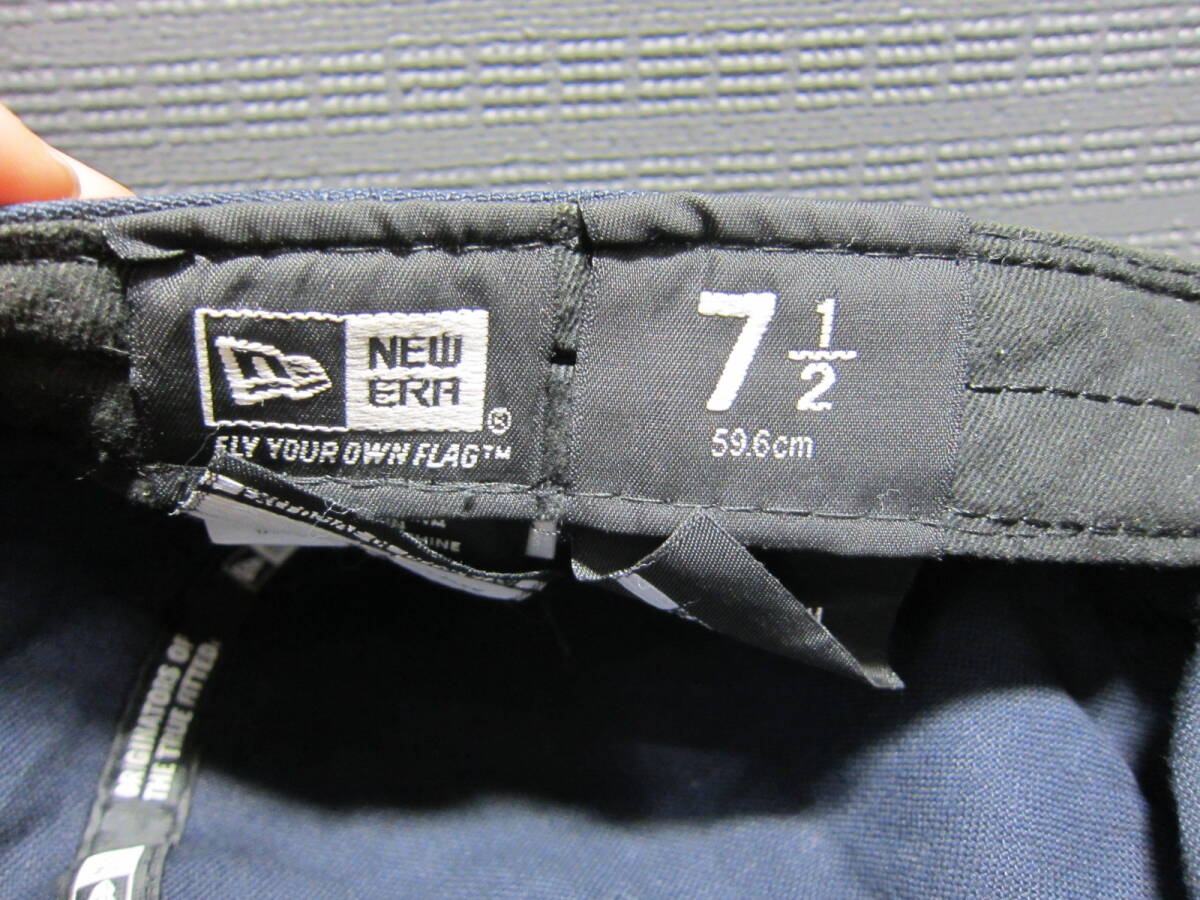 NEW
ERA
®
FLY YOUR OWN FLAG™
7 1/2
59.6cm
ORIGINATORS OF
THE TRUE FITTED.